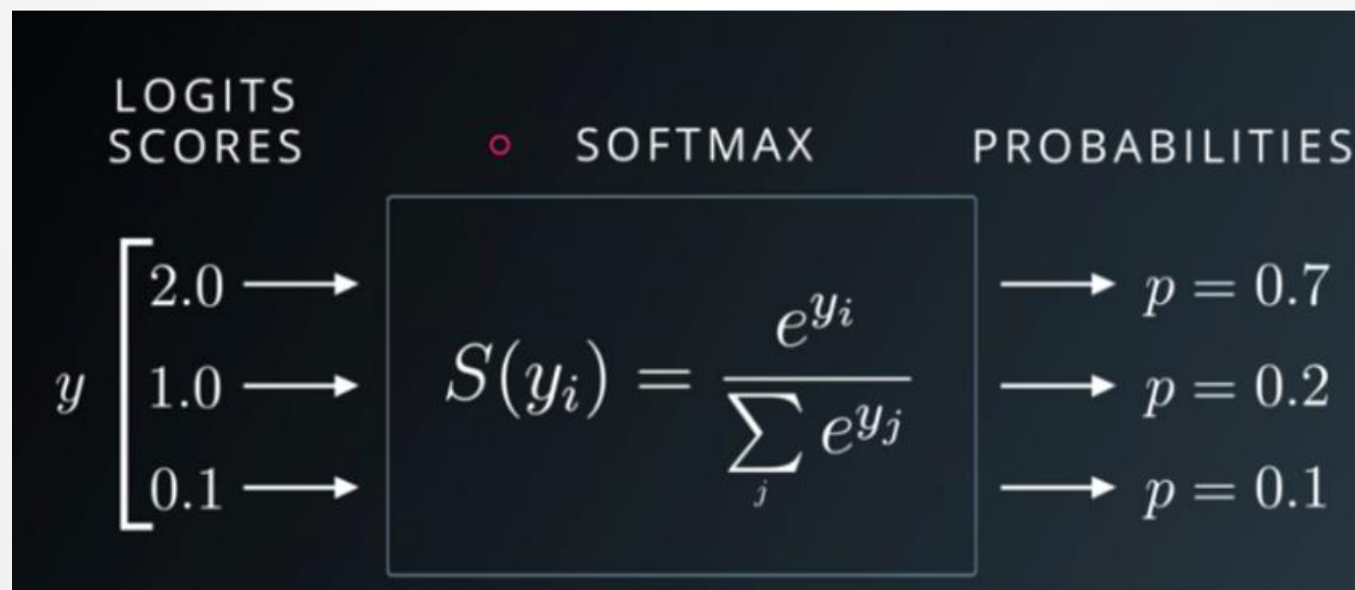 LOGITS
SCORES
SOFTMAX
PROBABILITIES
y
2.0
1.0
0.1
S(y_i) = e^{y_i} / \sum_j e^{y_j}
p = 0.7
p = 0.2
p = 0.1